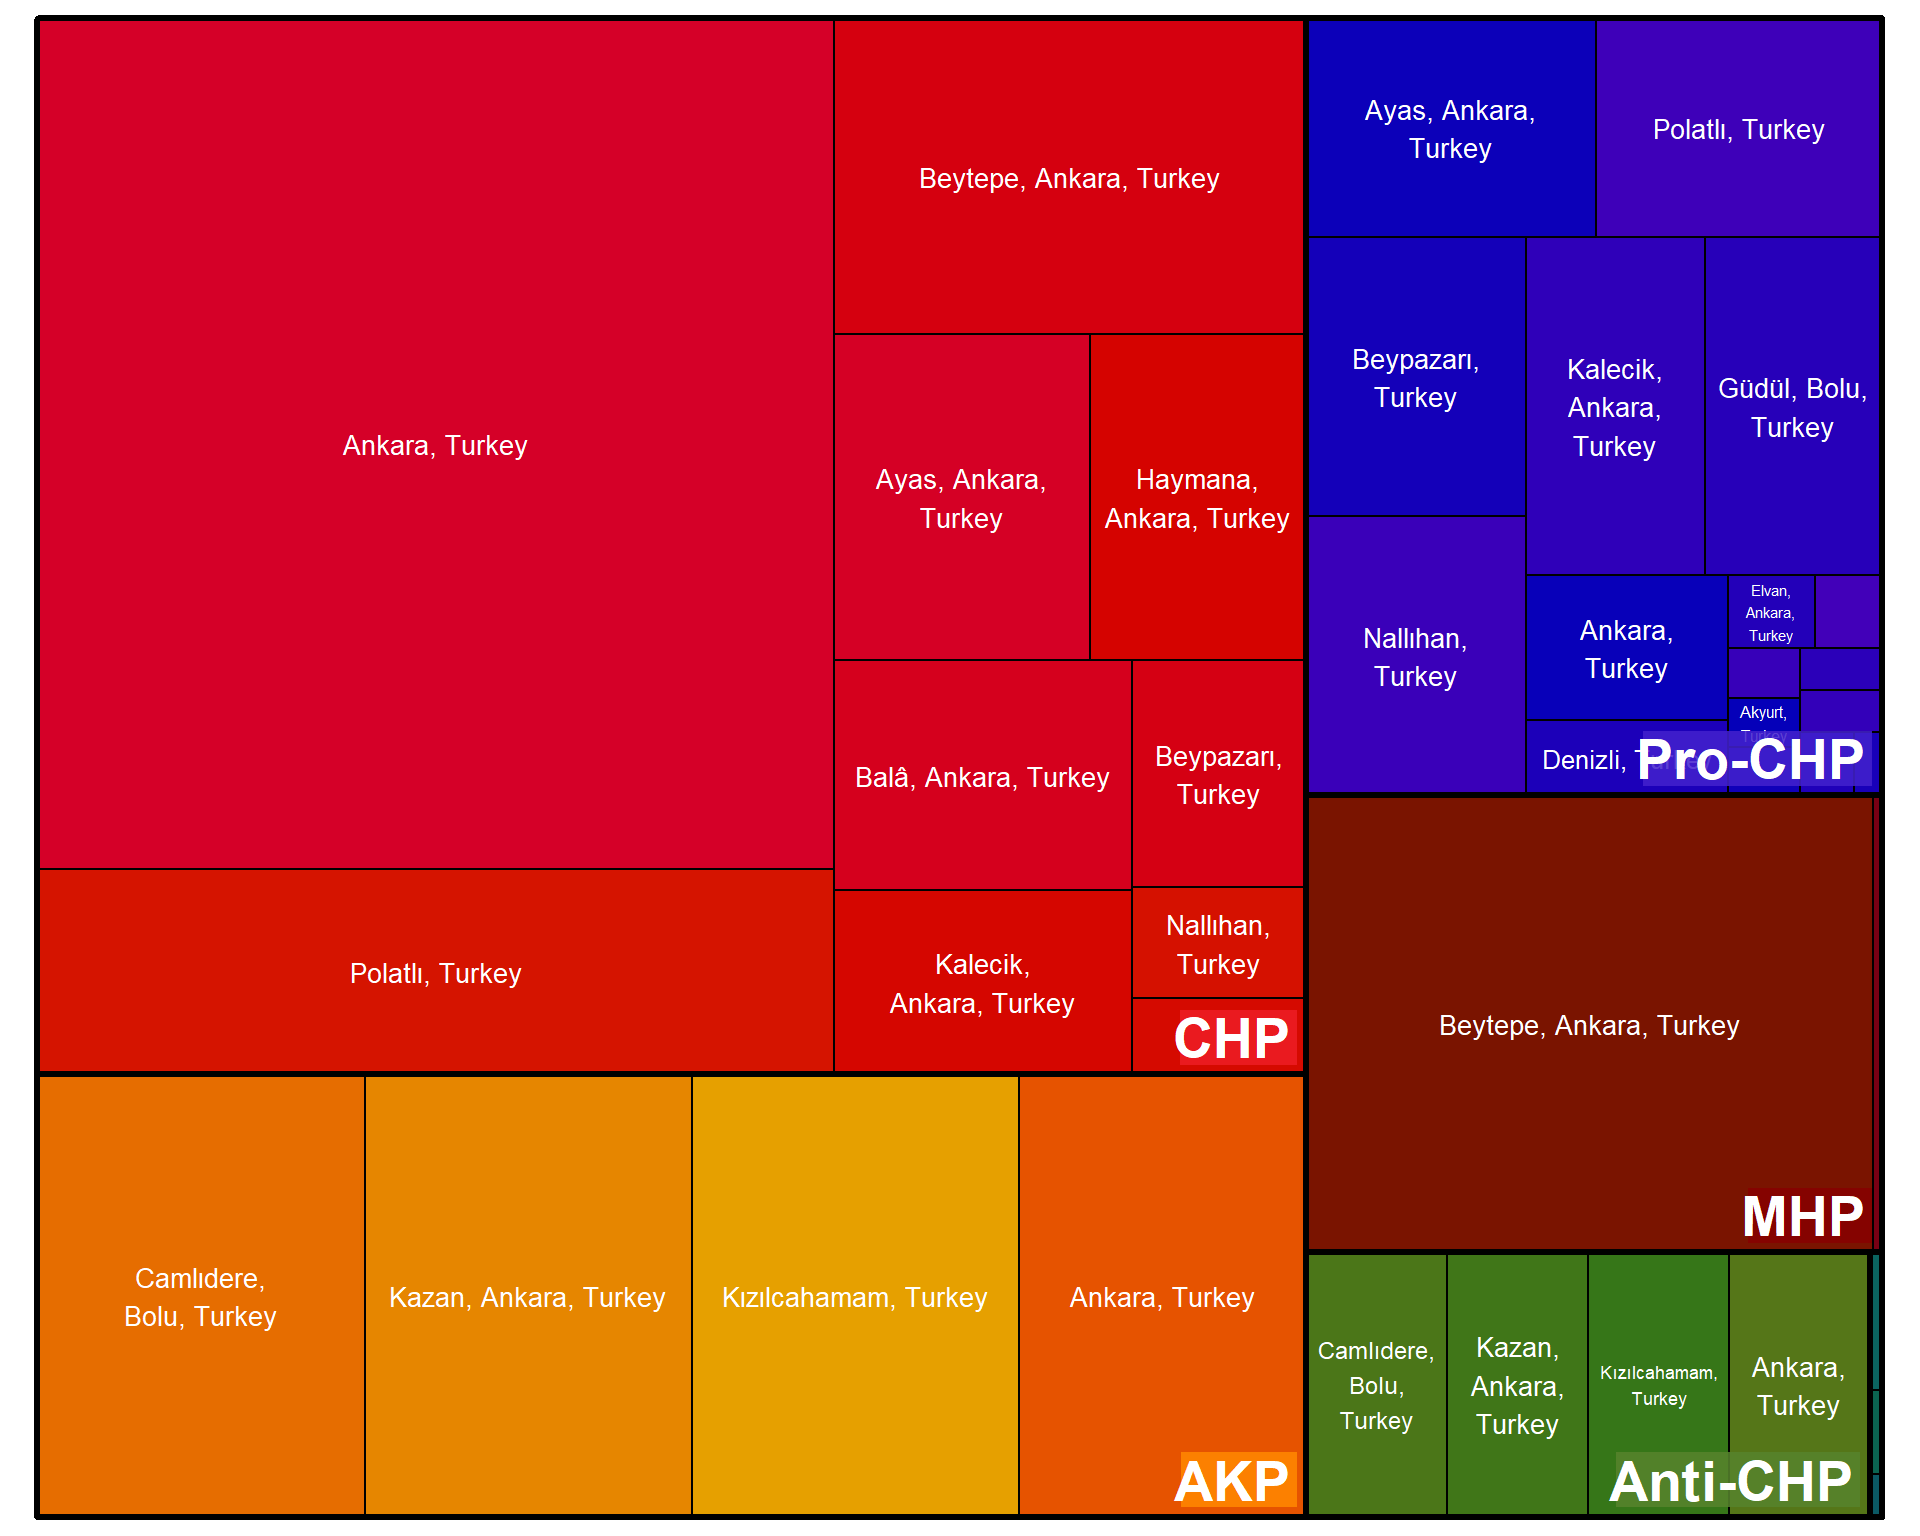 Ankara, Turkey
Polatlı, Turkey
Beytepe, Ankara, Turkey
Ayas, Ankara,
Turkey
Haymana,
Ankara, Turkey
Balâ, Ankara, Turkey
Beypazarı,
Turkey
Kalecik,
Ankara, Turkey
Nallıhan,
Turkey
CHP
Camlıdere,
Bolu, Turkey
Kazan, Ankara, Turkey
Kızılcahamam, Turkey
Ankara, Turkey
AKP
Ayas, Ankara,
Turkey
Polatlı, Turkey
Beypazarı,
Turkey
Kalecik,
Ankara,
Turkey
Güdül, Bolu,
Turkey
Nallıhan,
Turkey
Ankara,
Turkey
Elvan,
Ankara,
Turkey
Akyurt,
Turkey
Denizli, Turkey
Pro-CHP
Beytepe, Ankara, Turkey
MHP
Camlıdere,
Bolu,
Turkey
Kazan,
Ankara,
Turkey
Kızılcahamam,
Turkey
Ankara,
Turkey
Anti-CHP